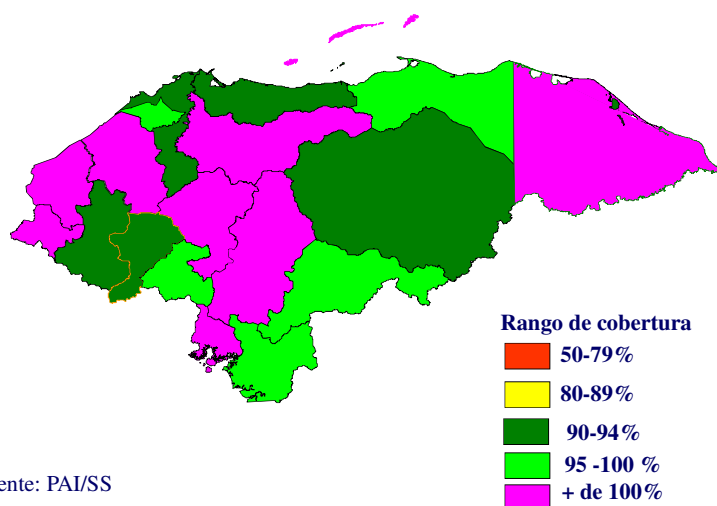 Rango de cobertura
50-79%
80-89%
90-94%
95 -100 %
+ de 100%
ente: PAI/SS